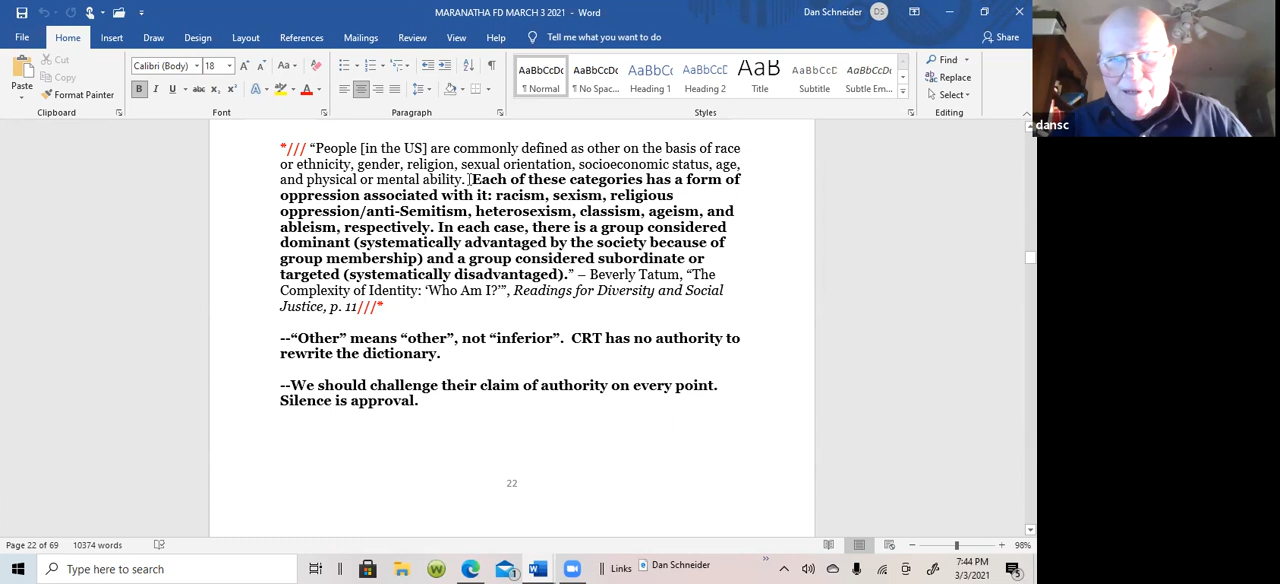 MARANATHA FD MARCH 3 2021 - Word
Dan Schneider DS
File Home Insert Draw Design Layout References Mailings Review View Help Tell me what you want to do Share
Paste
Cut
Copy
Format Painter
Clipboard
Calibri (Body) 18
Font
Paragraph
AaBbCcDc AaBbCcDc AaBbCc AaBbCcD AaB AaBbCcD AaBbCcDt
¶ Normal ¶ No Spac... Heading 1 Heading 2 Title Subtitle Subtle Em...
Styles
Find
Replace
Select
Editing
dansc
*/// “People [in the US] are commonly defined as other on the basis of race
or ethnicity, gender, religion, sexual orientation, socioeconomic status, age,
and physical or mental ability. Each of these categories has a form of
oppression associated with it: racism, sexism, religious
oppression/anti-Semitism, heterosexism, classism, ageism, and
ableism, respectively. In each case, there is a group considered
dominant (systematically advantaged by the society because of
group membership) and a group considered subordinate or
targeted (systematically disadvantaged).” – Beverly Tatum, “The
Complexity of Identity: ‘Who Am I?’”, Readings for Diversity and Social
Justice, p. 11///*
--“Other” means “other”, not “inferior”. CRT has no authority to
rewrite the dictionary.
--We should challenge their claim of authority on every point.
Silence is approval.
22
Page 22 of 69 10374 words
98%
Type here to search
Links Dan Schneider
7:44 PM
3/3/2021